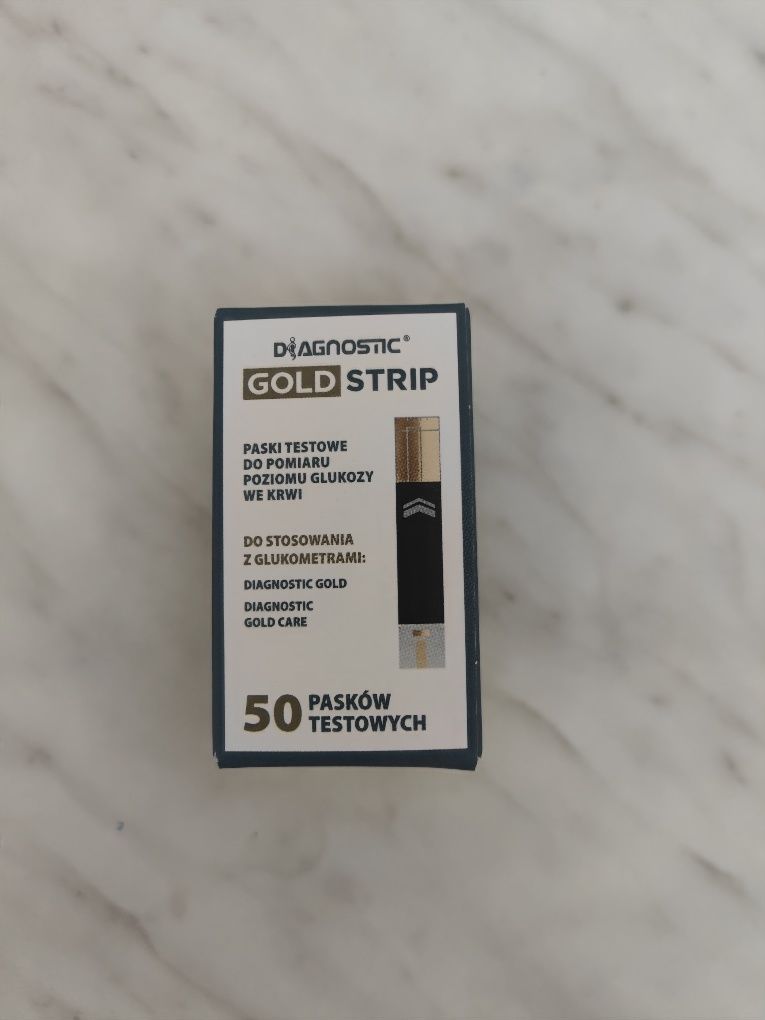 DIAGNOSTIC®
GOLD STRIP
PASKI TESTOWE
DO POMIARU
POZIOMU GLUKOZY
WE KRWI
DO STOSOWANIA
Z GLUKOMETRAMI:
DIAGNOSTIC GOLD
DIAGNOSTIC
GOLD CARE
50 PASKÓW
TESTOWYCH